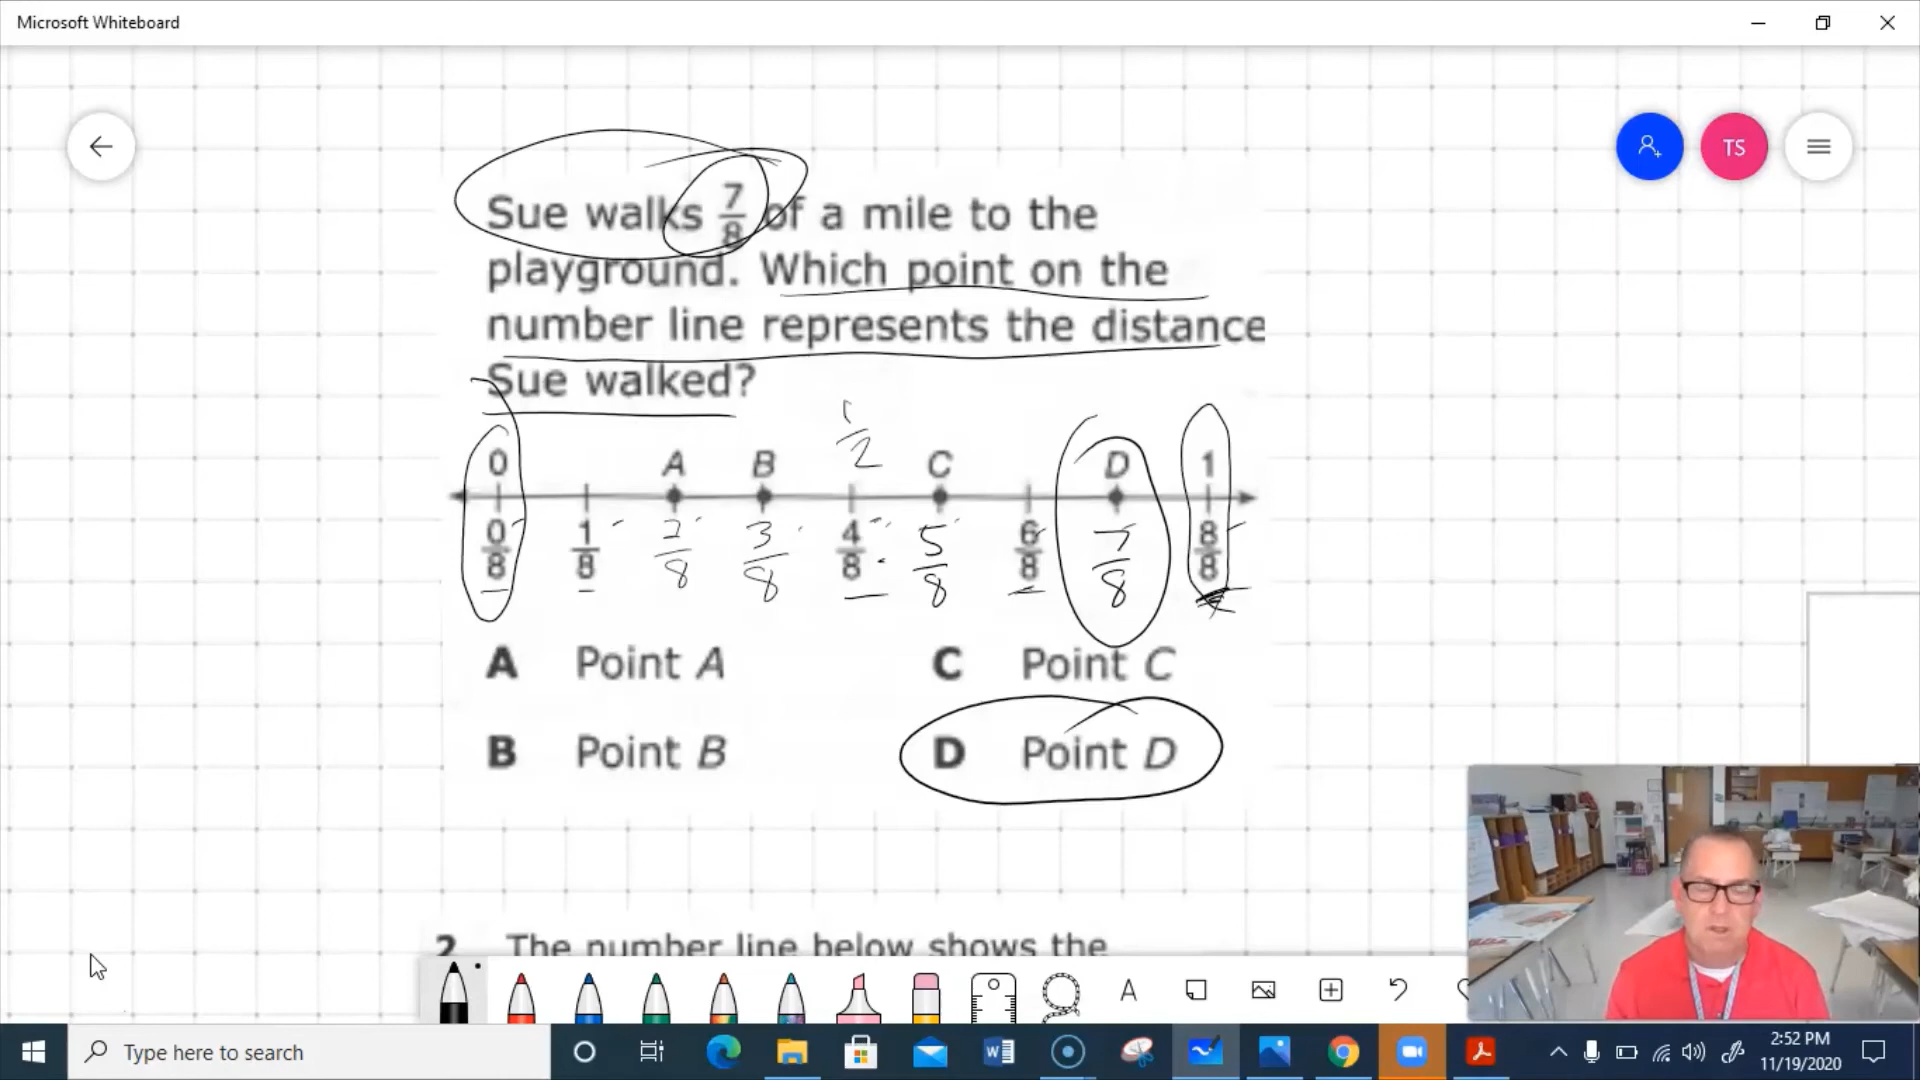 Microsoft Whiteboard
TS
Sue walks 7/8 of a mile to the
playground. Which point on the
number line represents the distance
Sue walked?
1/2
0 A B C D 1
0/8 1/8 2/8 3/8 4/8 5/8 6/8 7/8 8/8
A Point A C Point C
B Point B D Point D
2 The number line below shows the
A
Type here to search
2:52 PM
11/19/2020